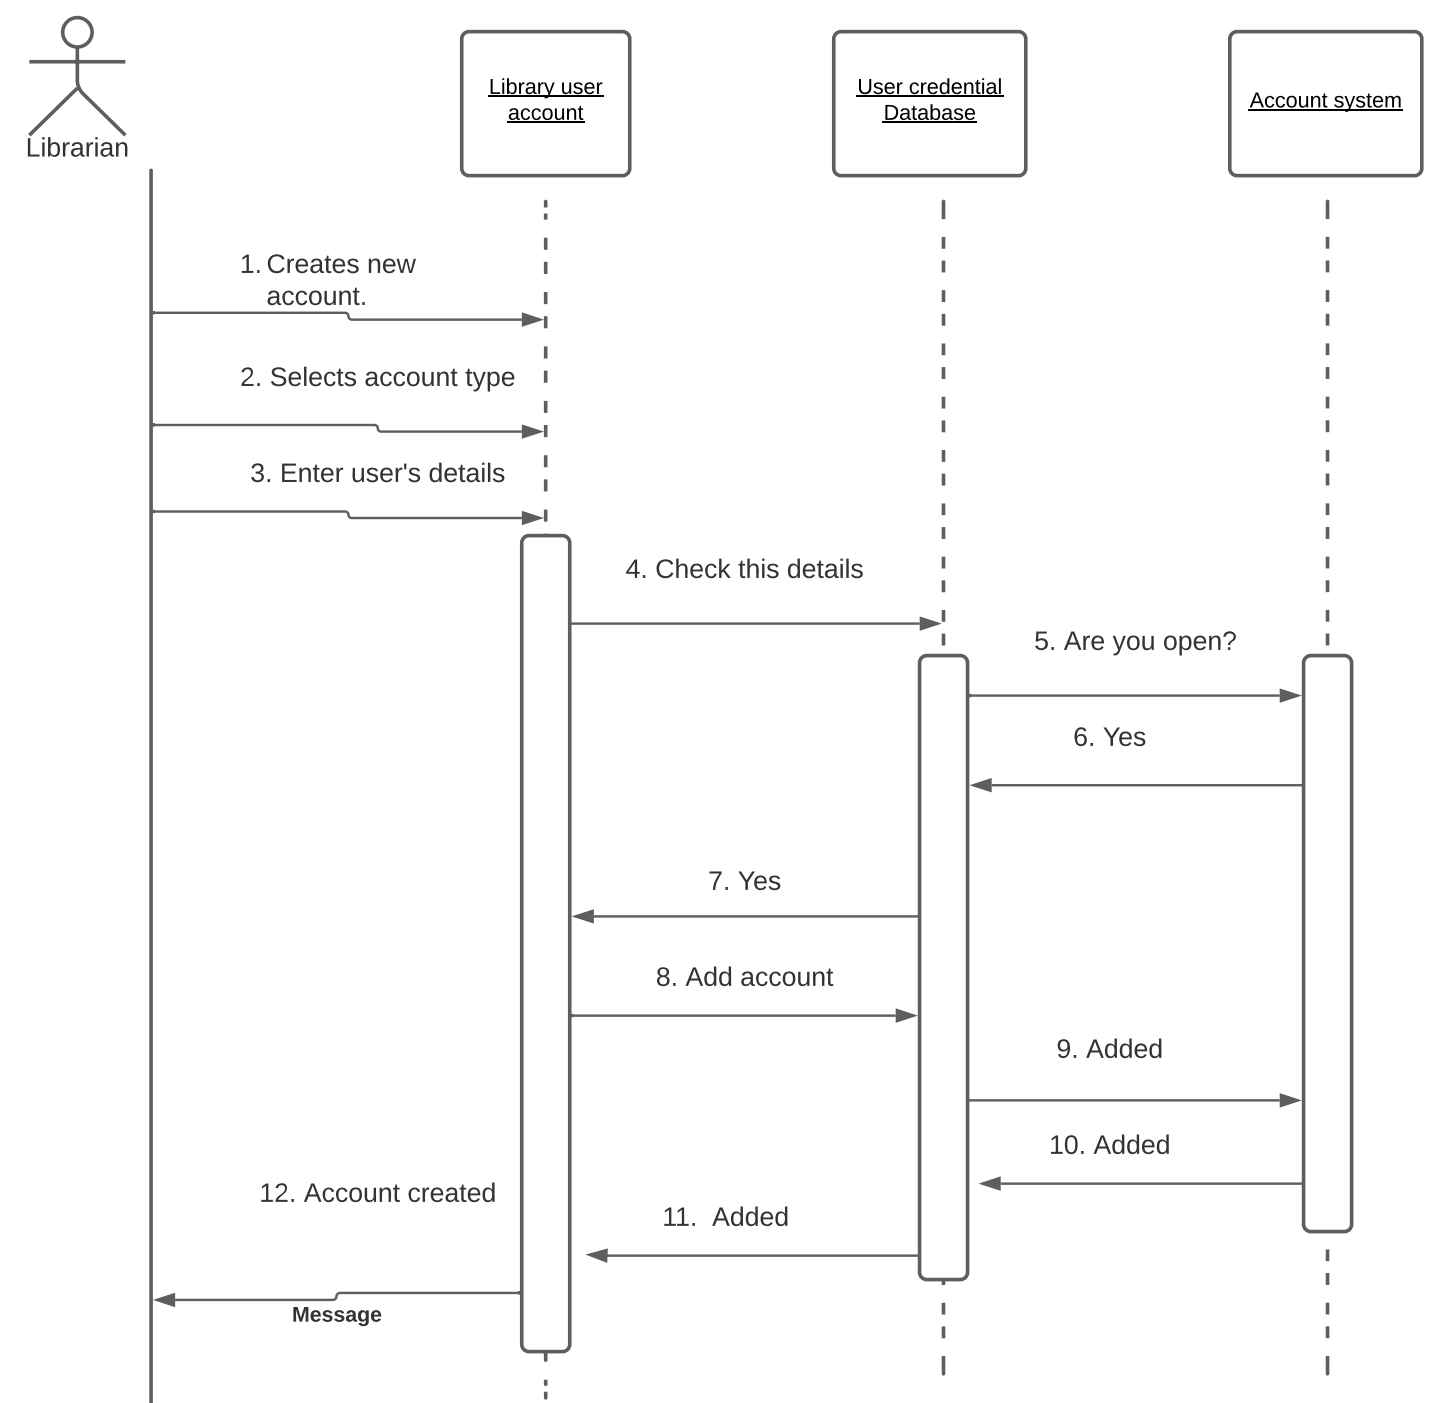 Library user
account
User credential
Database
Account system
Librarian
1. Creates new
account.
2. Selects account type
3. Enter user's details
4. Check this details
5. Are you open?
6. Yes
7. Yes
8. Add account
9. Added
10. Added
12. Account created
11. Added
Message